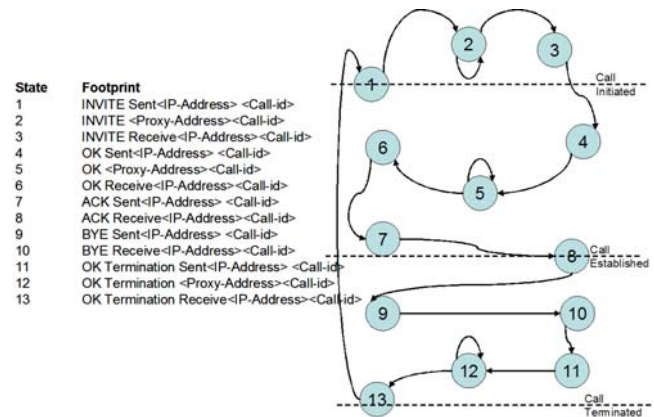 State Footprint
1 INVITE Sent<IP-Address> <Call-id>
2 INVITE <Proxy-Address><Call-id>
3 INVITE Receive<IP-Address><Call-id>
4 OK Sent<IP-Address> <Call-id>
5 OK <Proxy-Address><Call-id>
6 OK Receive<IP-Address><Call-id>
7 ACK Sent<IP-Address> <Call-id>
8 ACK Receive<IP-Address><Call-id>
9 BYE Sent<IP-Address> <Call-id>
10 BYE Receive<IP-Address><Call-id>
11 OK Termination Sent<IP-Address> <Call-id>
12 OK Termination <Proxy-Address><Call-id>
13 OK Termination Receive<IP-Address><Call-id>
1
2
3
Call
Initiated
4
5
6
7
8
Call
Established
9
10
11
12
13
Call
Terminated